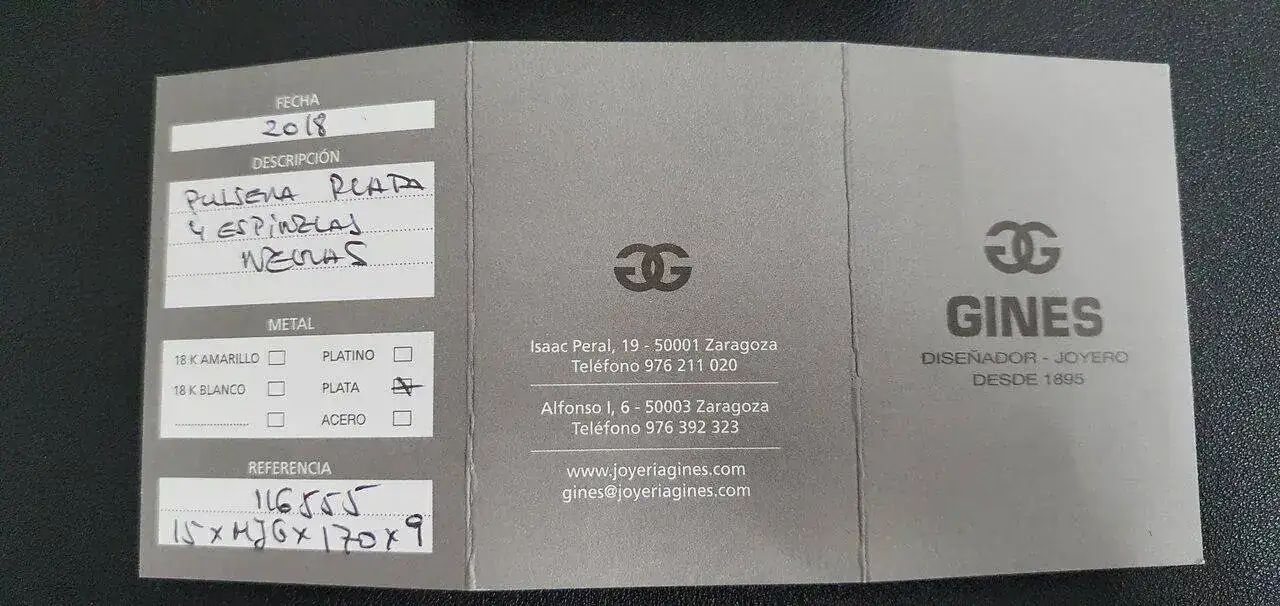 FECHA
2018
DESCRIPCIÓN
PULSERA PLATA
4 ESPINELAS
NEGRAS
METAL
18 K AMARILLO
PLATINO
18 K BLANCO
PLATA
ACERO
REFERENCIA
116555
15 x MJG x 170 x 9
Isaac Peral, 19 - 50001 Zaragoza
Teléfono 976 211 020
Alfonso I, 6 - 50003 Zaragoza
Teléfono 976 392 323
www.joyeriagines.com
gines@joyeriagines.com
GINES
DISEÑADOR - JOYERO
DESDE 1895